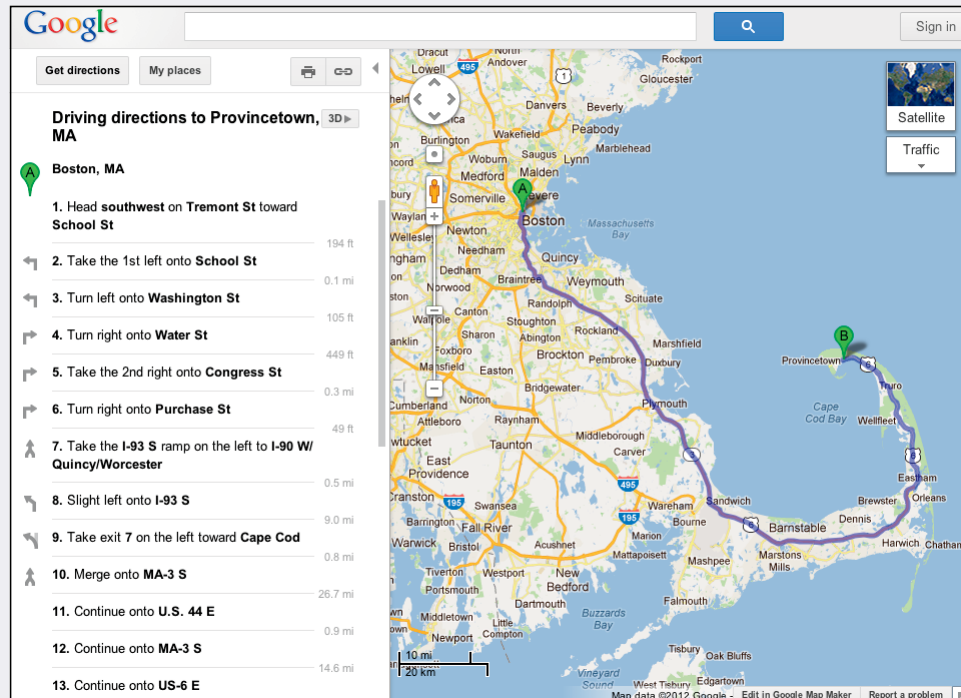 Google
Sign in
Get directions
My places
Driving directions to Provincetown,
MA
3D
A
Boston, MA
1. Head southwest on Tremont St toward
School St
194 ft
2. Take the 1st left onto School St
0.1 mi
3. Turn left onto Washington St
105 ft
4. Turn right onto Water St
449 ft
5. Take the 2nd right onto Congress St
0.3 mi
6. Turn right onto Purchase St
49 ft
7. Take the I-93 S ramp on the left to I-90 W/
Quincy/Worcester
0.5 mi
8. Slight left onto I-93 S
9.0 mi
9. Take exit 7 on the left toward Cape Cod
0.8 mi
10. Merge onto MA-3 S
26.7 mi
11. Continue onto U.S. 44 E
0.9 mi
12. Continue onto MA-3 S
14.6 mi
13. Continue onto US-6 E
Satellite
Traffic
Dracut
North
Andover
Rockport
Lowell
495
1
Gloucester
Danvers
Beverly
Wakefield
Peabody
Burlington
Marblehead
Woburn
Saugus
Lynn
Medford
Malden
A
Somerville
Boston
Massachusetts
Bay
Newton
Needham
Quincy
Dedham
Braintree
Weymouth
Norwood
Randolph
Scituate
Walpole
Canton
Stoughton
Rockland
Sharon
Abington
Marshfield
Foxboro
Brockton
Pembroke
Duxbury
B
Provincetown
6
Mansfield
Easton
Truro
Bridgewater
Norton
Plymouth
Cape
Cod Bay
Wellfleet
Attleboro
Raynham
Middleborough
Taunton
Carver
3
6
East
Providence
Eastham
495
195
Wareham
Sandwich
Brewster
Orleans
Swansea
195
Bourne
6
Barnstable
Dennis
Barrington
Fall River
Marion
Harwich
Chatham
Warwick
Bristol
Acushnet
Mattapoisett
Mashpee
Marstons
Mills
Tiverton
Westport
New
Bedford
Portsmouth
Falmouth
Dartmouth
Middletown
Little
Compton
Buzzards
Bay
Newport
10 mi
20 km
Tisbury
Oak Bluffs
Vineyard
Sound
West Tisbury
Edgartown
Map data ©2012 Google - Edit in Google Map Maker Report a problem